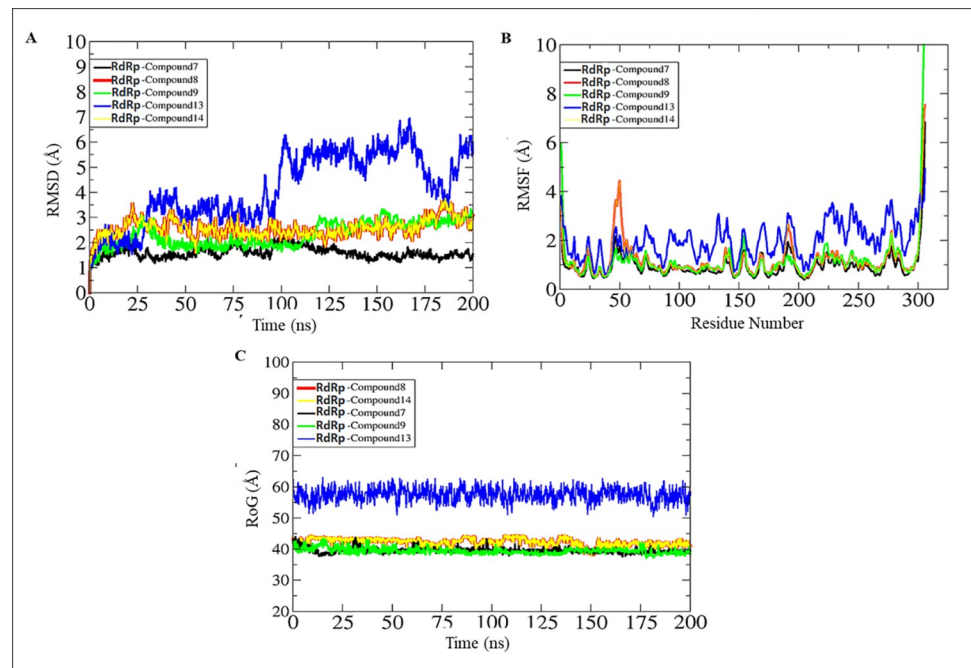 A
10
9
8
7
6
5
4
3
2
1
0
RMSD (Å)
RdRp -Compound7
RdRp -Compound8
RdRp -Compound9
RdRp -Compound13
RdRp -Compound14
0 25 50 75 100 125 150 175 200
Time (ns)
B
10
8
6
4
2
0
RMSF (Å)
RdRp -Compound7
RdRp -Compound8
RdRp -Compound9
RdRp -Compound13
RdRp -Compound14
0 50 100 150 200 250 300
Residue Number
C
100
90
80
70
60
50
40
30
20
RoG (Å)
RdRp -Compound8
RdRp -Compound14
RdRp -Compound7
RdRp -Compound9
RdRp -Compound13
0 25 50 75 100 125 150 175 200
Time (ns)